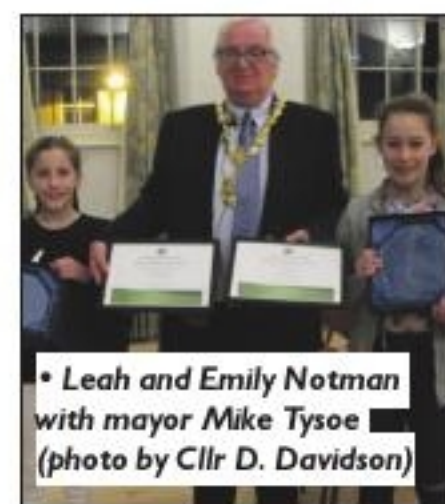 • Leah and Emily Notman
with mayor Mike Tysoe
(photo by Cllr D. Davidson)